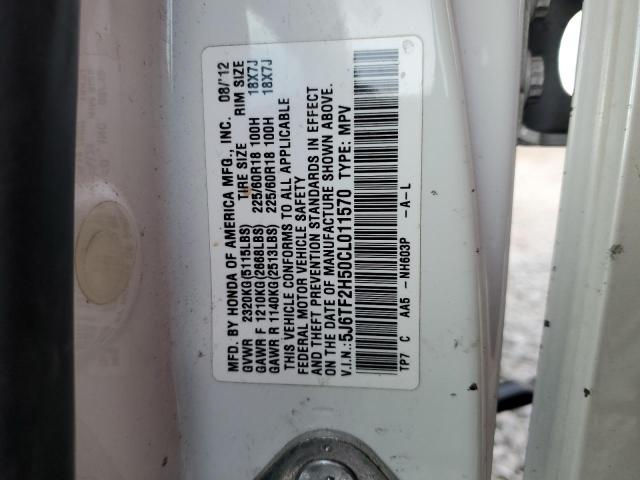 MFD. BY HONDA OF AMERICA MFG., INC. 08/'12
TIRE SIZE RIM SIZE
GVWR 2320KG(5115LBS)
GAWR F 1210KG(2668LBS) 225/60R18 100H 18X7J
GAWR R 1140KG(2513LBS) 225/60R18 100H 18X7J
THIS VEHICLE CONFORMS TO ALL APPLICABLE
FEDERAL MOTOR VEHICLE SAFETY
AND THEFT PREVENTION STANDARDS IN EFFECT
ON THE DATE OF MANUFACTURE SHOWN ABOVE.
V.I.N.:5J6TF2H50CL011570 TYPE: MPV
TP7 C AA5 -NH603P -A-L